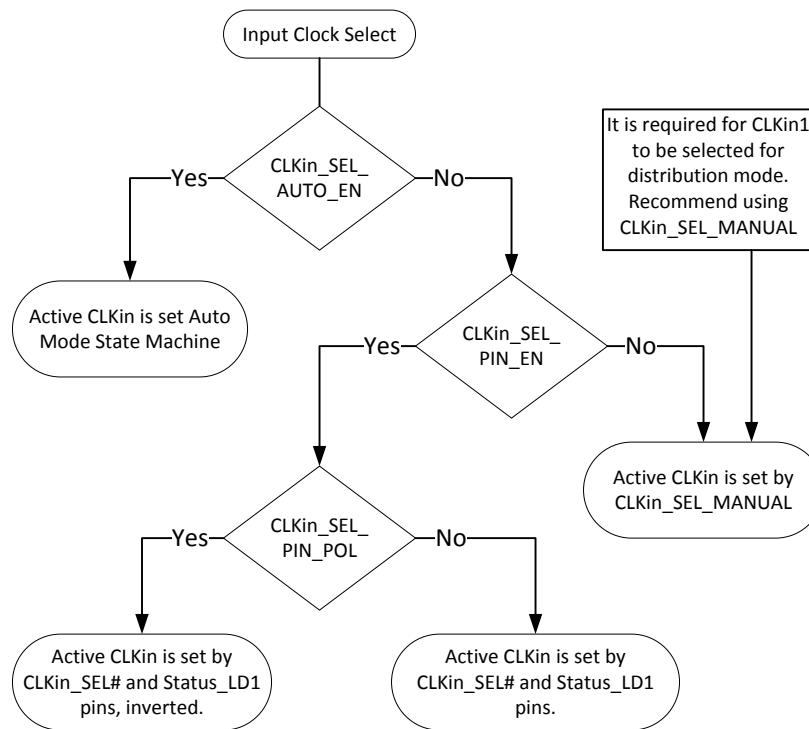 Input Clock Select
It is required for CLKin1
to be selected for
distribution mode.
Recommend using
CLKin_SEL_MANUAL
Yes
CLKin_SEL_
AUTO_EN
No
Active CLKin is set Auto
Mode State Machine
Yes
CLKin_SEL_
PIN_EN
No
Active CLKin is set by
CLKin_SEL_MANUAL
Yes
CLKin_SEL_
PIN_POL
No
Active CLKin is set by
CLKin_SEL# and Status_LD1
pins, inverted.
Active CLKin is set by
CLKin_SEL# and Status_LD1
pins.